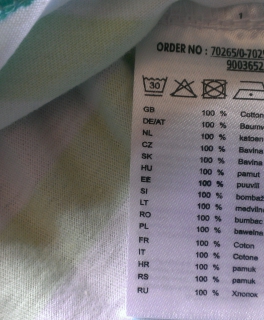 1
ORDER NO : 70265/0-702
9003652
30
GB 100 % Cotton
DE/AT 100 % Baumw
NL 100 % katoen
CZ 100 % Bavlna
SK 100 % Bavlna
HU 100 % pamut
EE 100 % puuvill
SI 100 % bombaž
LT 100 % medvilnė
RO 100 % bumbac
PL 100 % bawełna
FR 100 % Coton
IT 100 % Cotone
HR 100 % pamuk
RS 100 % pamuk
RU 100 % Хлопок